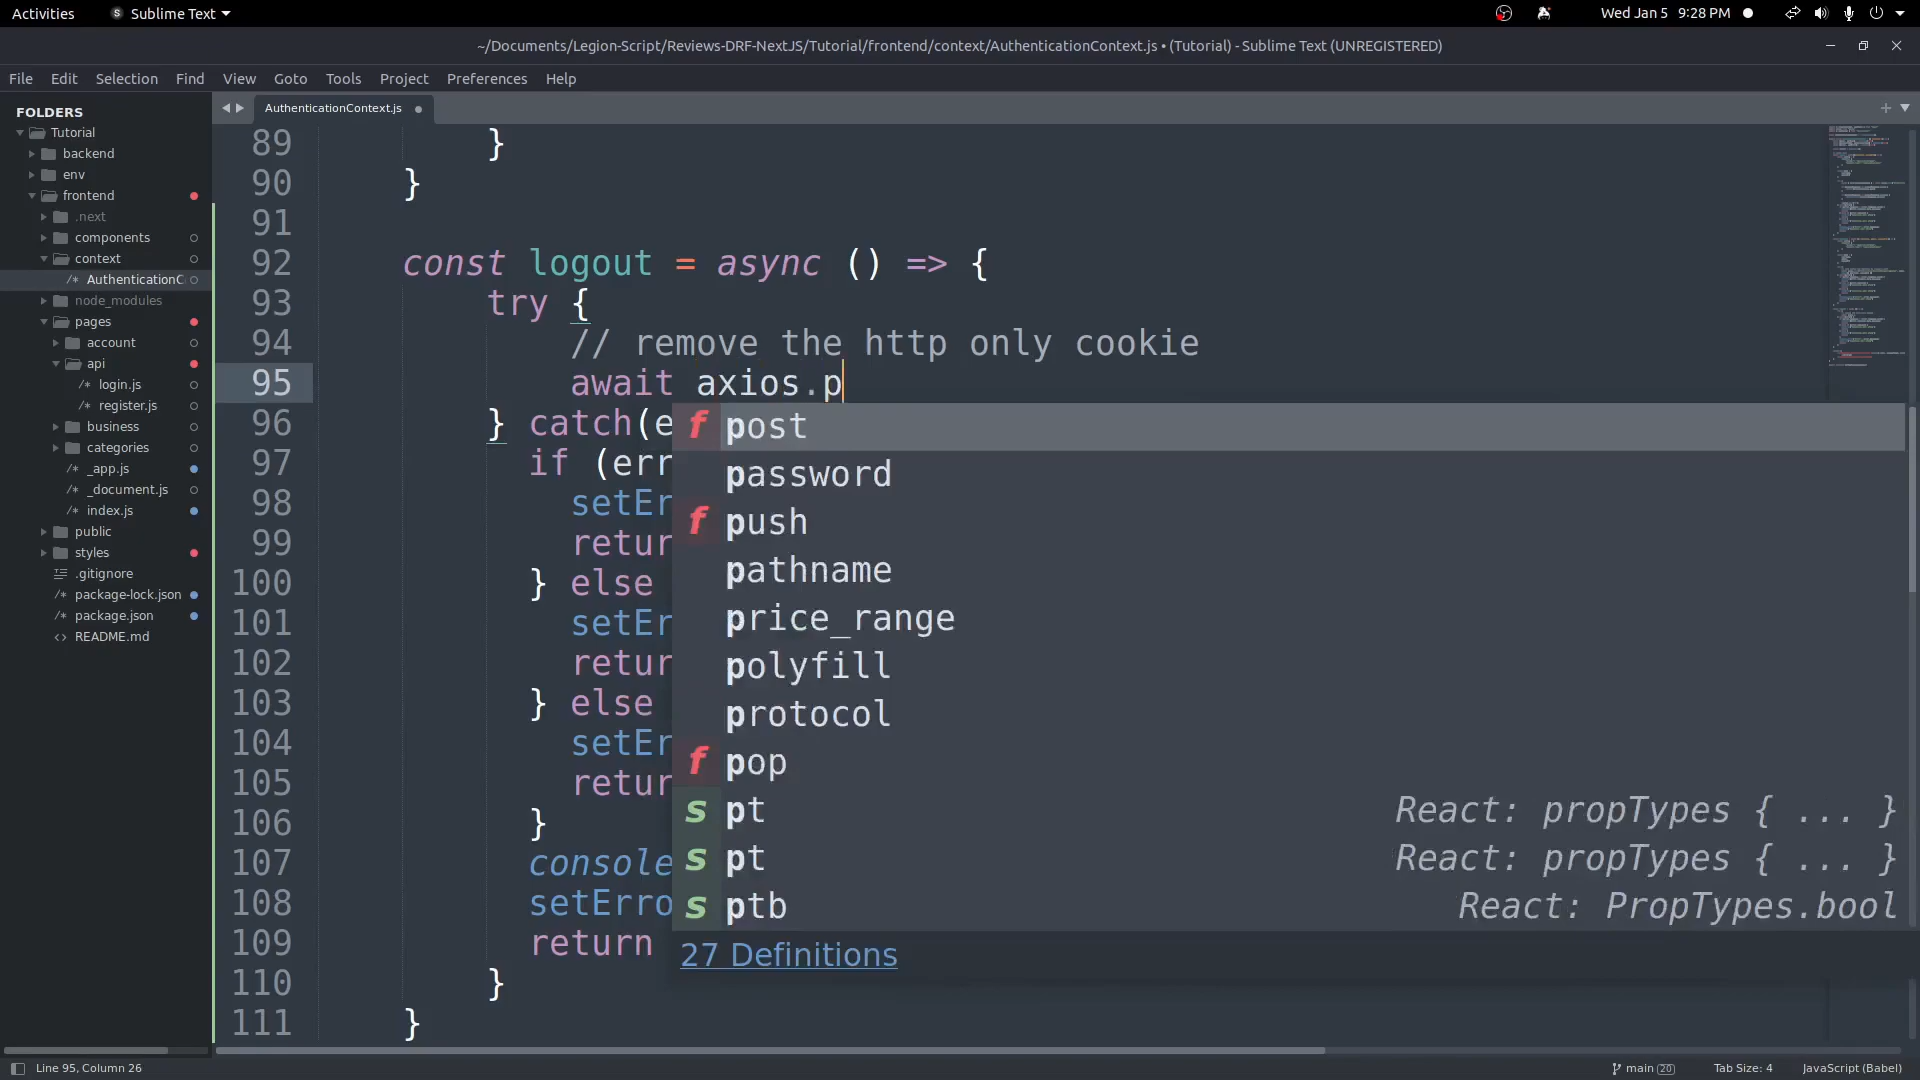 Activities
Sublime Text
Wed Jan 5 9:28 PM
~/Documents/Legion-Script/Reviews-DRF-NextJS/Tutorial/frontend/context/AuthenticationContext.js • (Tutorial) - Sublime Text (UNREGISTERED)
File Edit Selection Find View Goto Tools Project Preferences Help
FOLDERS
Tutorial
backend
env
frontend
.next
components
context
/* AuthenticationC
node_modules
pages
account
api
/* login.js
/* register.js
business
categories
/* _app.js
/* _document.js
/* index.js
public
styles
.gitignore
/* package-lock.json
/* package.json
<> README.md
AuthenticationContext.js
89 }
90 }
91
92 const logout = async () => {
93 try {
94 // remove the http only cookie
95 await axios.p
96 } catch(e
97 if (err
98 setEr
99 retur
100 } else
101 setEr
102 retur
103 } else
104 setEr
105 retur
106 }
107 console
108 setErro
109 return
110 }
111 }
f post
password
f push
pathname
price_range
polyfill
protocol
f pop
s pt React: propTypes { ... }
s pt React: propTypes { ... }
s ptb React: PropTypes.bool
27 Definitions
Line 95, Column 26
main 20
Tab Size: 4
JavaScript (Babel)